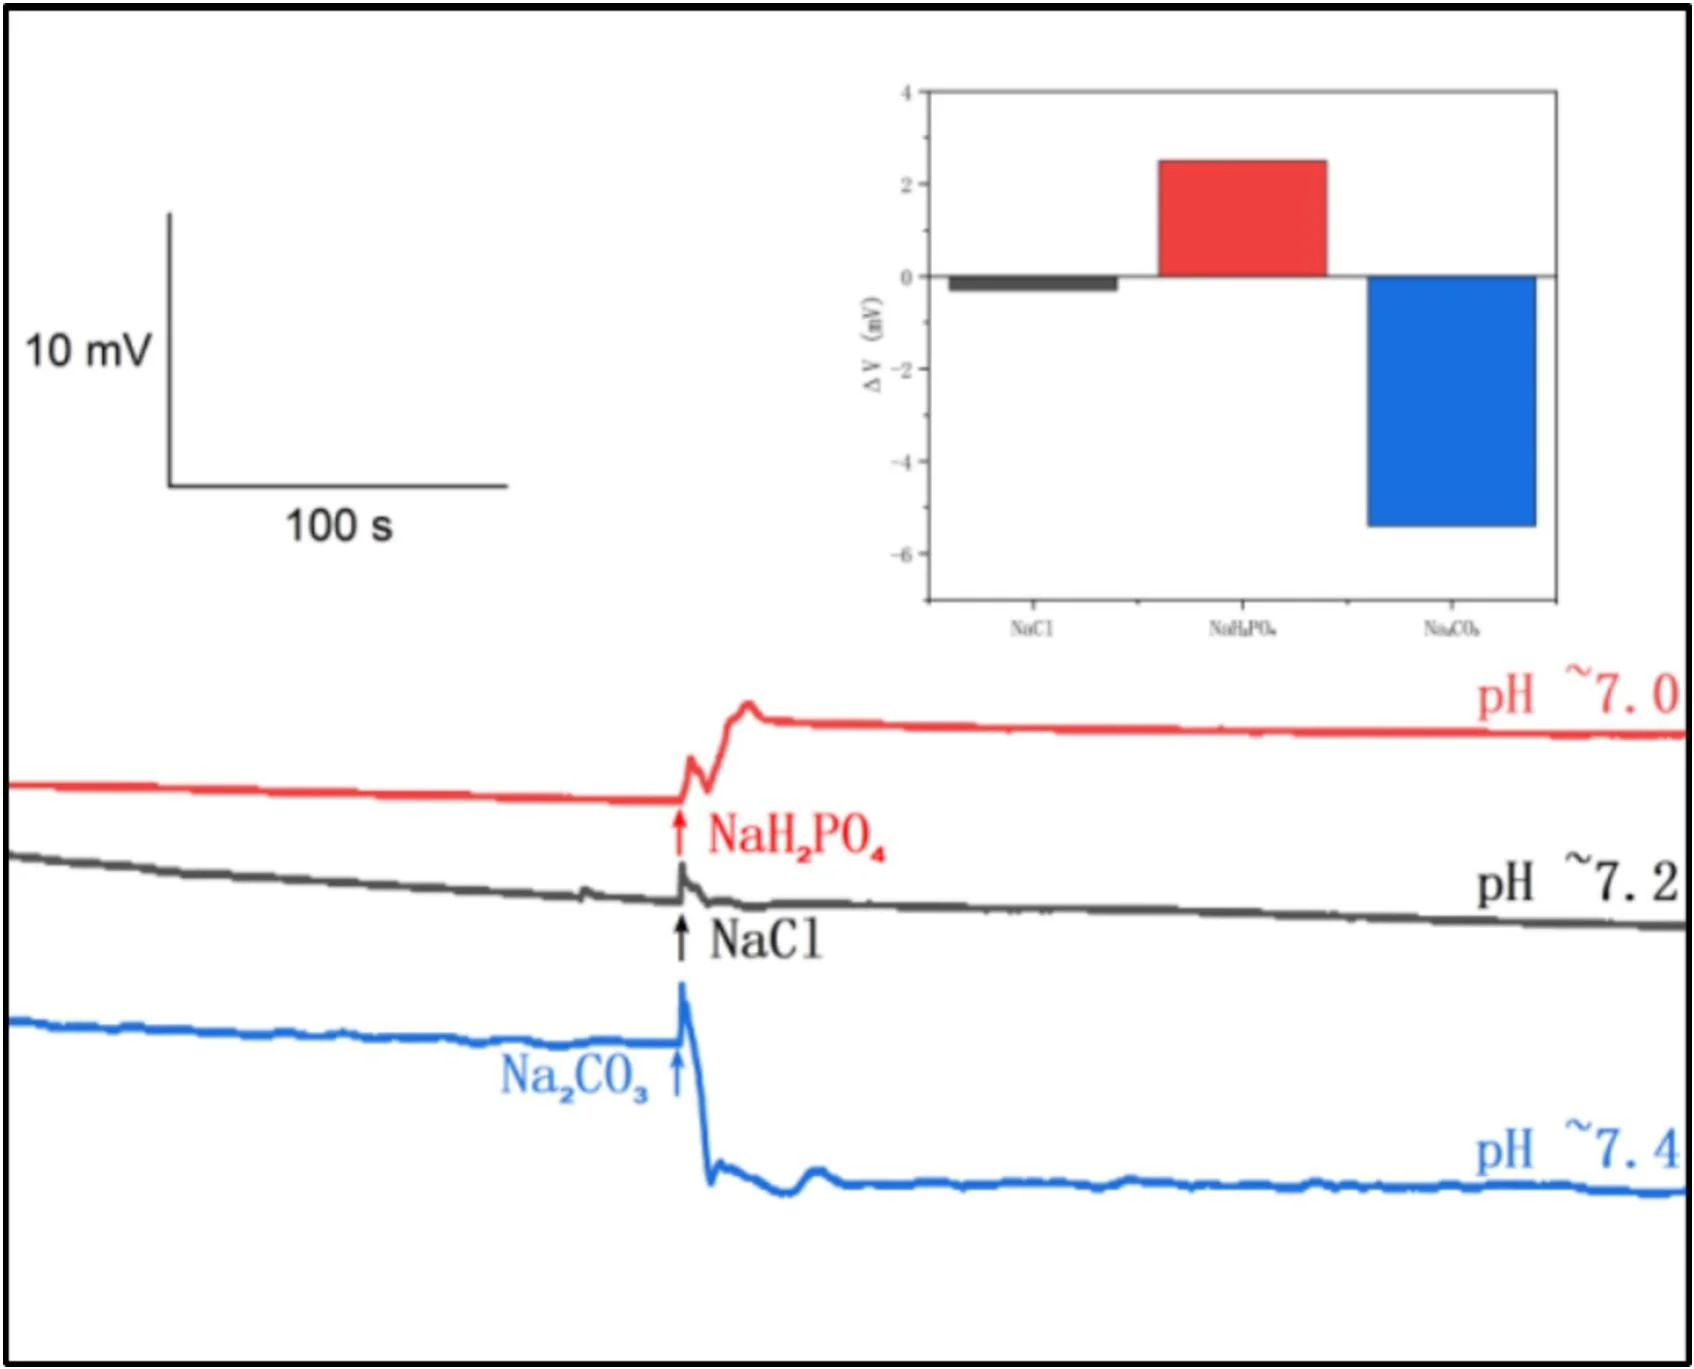 10 mV
100 s
4
2
0
-2
-4
-6
Δ V (mV)
NaCl
NaH₂PO₄
Na₂CO₃
pH ~7.0
NaH₂PO₄
pH ~7.2
NaCl
Na₂CO₃
pH ~7.4